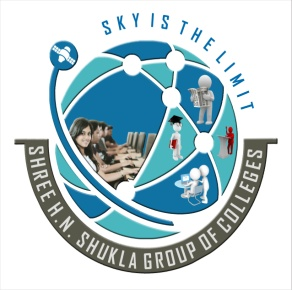 SKY IS THE LIMIT
SHREE H.N. SHUKLA GROUP OF COLLEGES